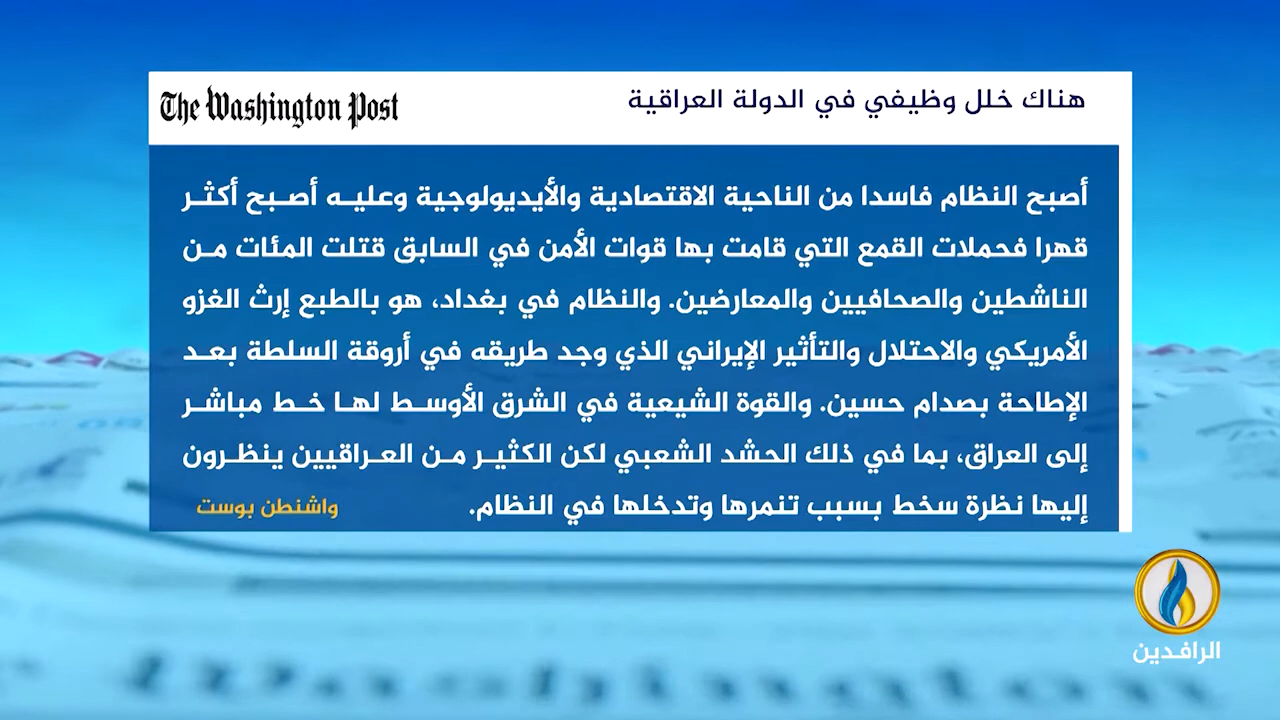 هناك خلل وظيفي في الدولة العراقية
The Washington Post
أصبح النظام فاسدا من الناحية الاقتصادية والأيديولوجية وعليه أصبح أكثر
قهرا فحملات القمع التي قامت بها قوات الأمن في السابق قتلت المئات من
الناشطين والصحافيين والمعارضين. والنظام في بغداد، هو بالطبع إرث الغزو
الأمريكي والاحتلال والتأثير الإيراني الذي وجد طريقه في أروقة السلطة بعد
الإطاحة بصدام حسين. والقوة الشيعية في الشرق الأوسط لها خط مباشر
إلى العراق، بما في ذلك الحشد الشعبي لكن الكثير من العراقيين ينظرون
إليها نظرة سخط بسبب تنمرها وتدخلها في النظام.
واشنطن بوست
الرافدين